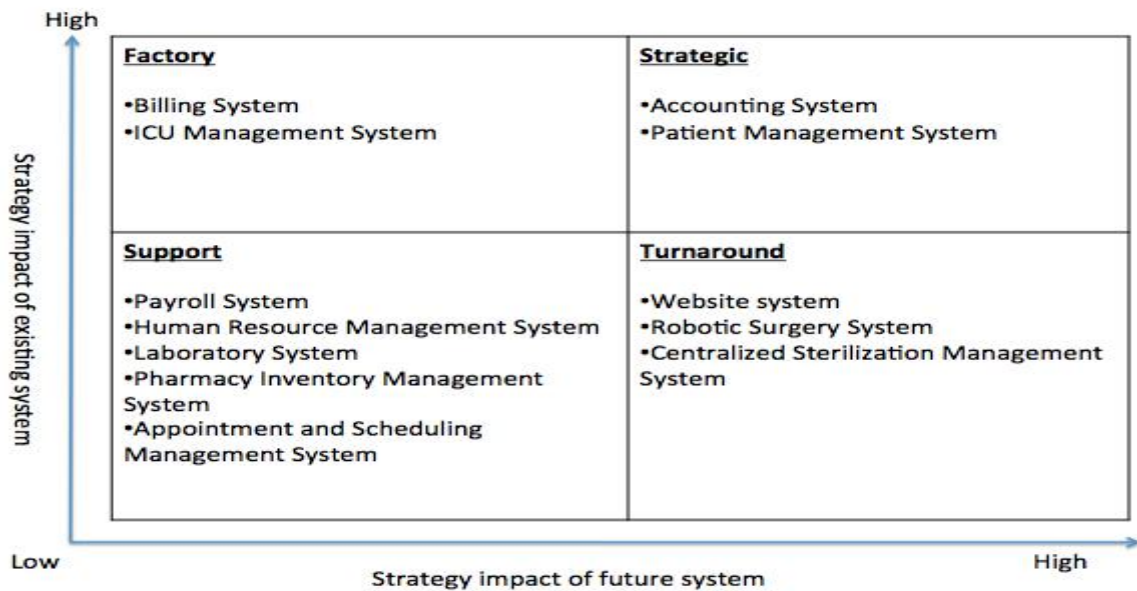 High
Factory
•Billing System
•ICU Management System
Strategic
•Accounting System
•Patient Management System
Strategy impact of existing system
Support
•Payroll System
•Human Resource Management System
•Laboratory System
•Pharmacy Inventory Management
System
•Appointment and Scheduling
Management System
Turnaround
•Website system
•Robotic Surgery System
•Centralized Sterilization Management
System
Low
High
Strategy impact of future system